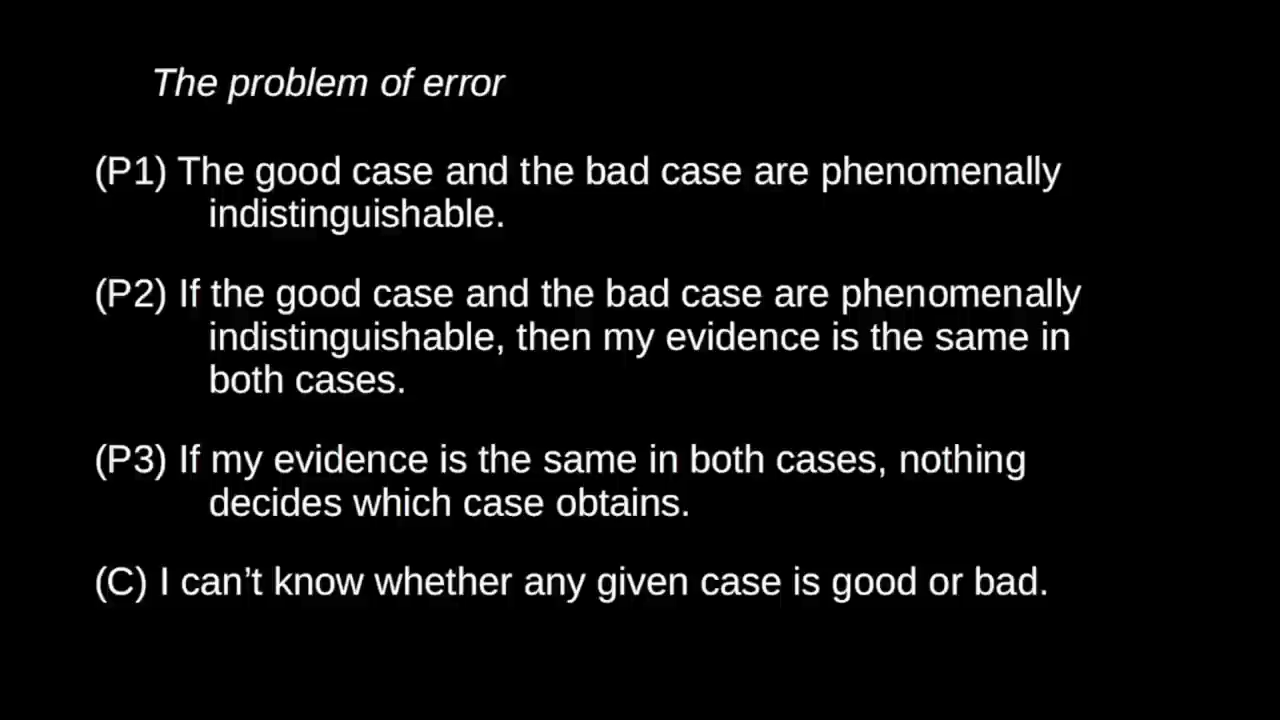 The problem of error
(P1) The good case and the bad case are phenomenally
indistinguishable.
(P2) If the good case and the bad case are phenomenally
indistinguishable, then my evidence is the same in
both cases.
(P3) If my evidence is the same in both cases, nothing
decides which case obtains.
(C) I can’t know whether any given case is good or bad.